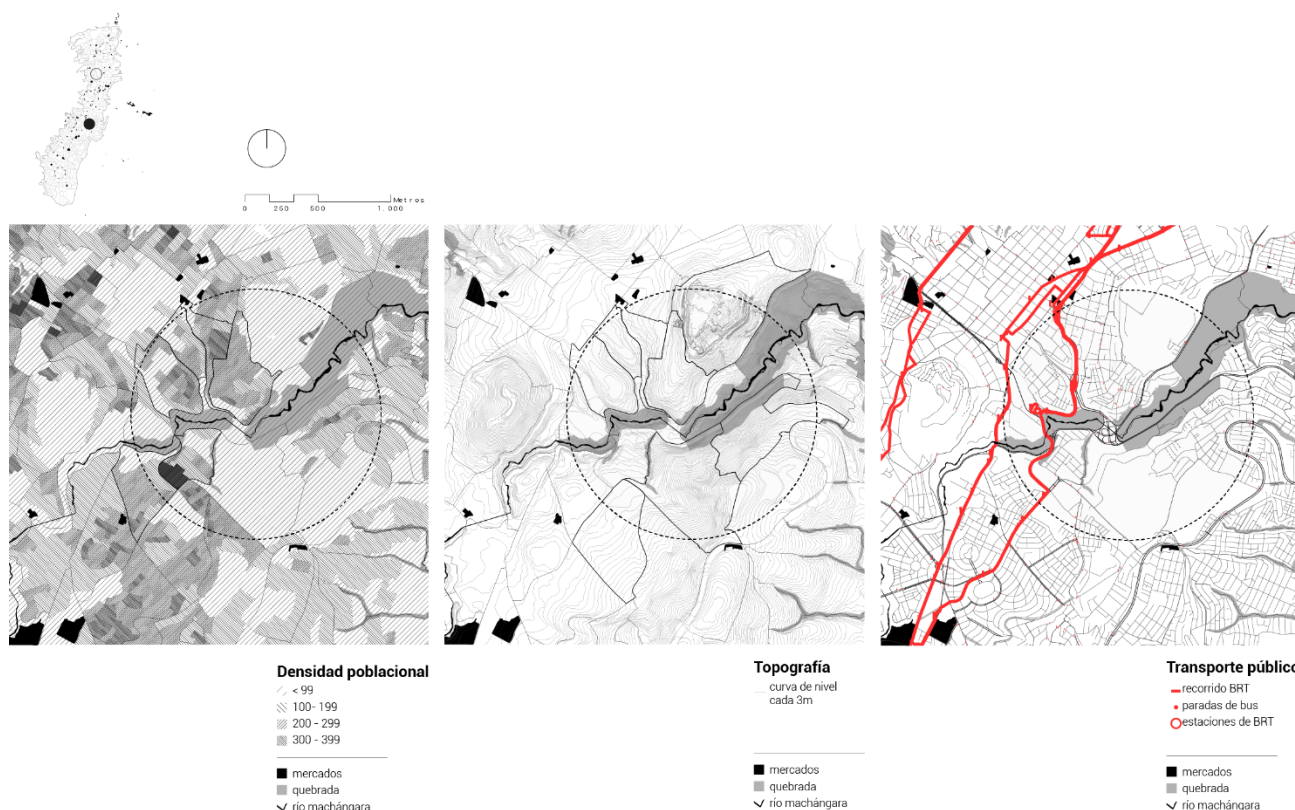 Metros
0 250 500 1.000
Densidad poblacional
< 99
100- 199
200 - 299
300 - 399
mercados
quebrada
río machángara
Topografía
curva de nivel
cada 3m
mercados
quebrada
río machángara
Transporte público
recorrido BRT
paradas de bus
estaciones de BRT
mercados
quebrada
río machángara